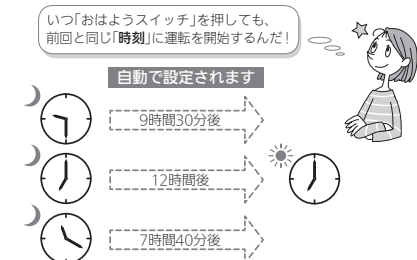 いつ「おはようスイッチ」を押しても、
前回と同じ「時刻」に運転を開始するんだ!
自動で設定されます
9時間30分後
12時間後
7時間40分後